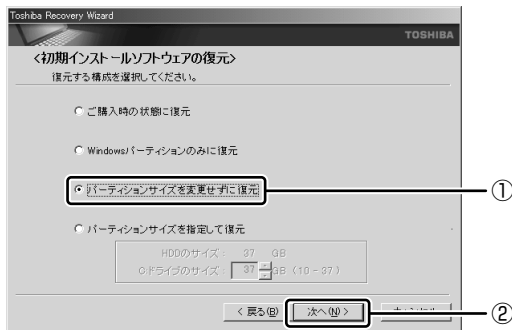 Toshiba Recovery Wizard
TOSHIBA
<初期インストールソフトウェアの復元>
復元する構成を選択してください。
ご購入時の状態に復元
Windowsパーティションのみに復元
パーティションサイズを変更せずに復元
①
パーティションサイズを指定して復元
HDDのサイズ： 37 GB
Cドライブのサイズ： 37 GB (10 - 37)
< 戻る(B) 次へ(N) >
②